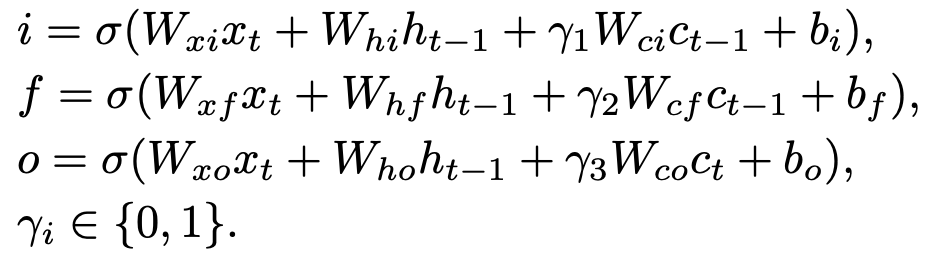 i = σ(W_{xi}x_t + W_{hi}h_{t−1} + γ_1W_{ci}c_{t−1} + b_i),
f = σ(W_{xf}x_t + W_{hf}h_{t−1} + γ_2W_{cf}c_{t−1} + b_f),
o = σ(W_{xo}x_t + W_{ho}h_{t−1} + γ_3W_{co}c_t + b_o),
γ_i ∈ {0, 1}.